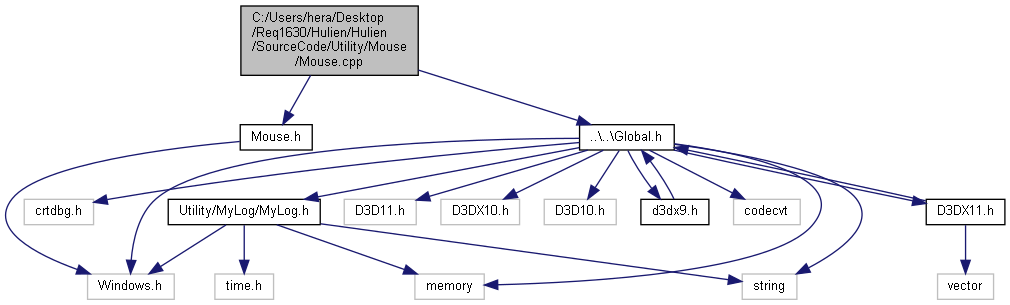 C:/Users/hera/Desktop
/Req1630/Hulien/Hulien
/SourceCode/Utility/Mouse
/Mouse.cpp
Mouse.h
..\..\Global.h
crtdbg.h
Utility/MyLog/MyLog.h
D3D11.h
D3DX10.h
D3D10.h
d3dx9.h
codecvt
D3DX11.h
Windows.h
time.h
memory
string
vector